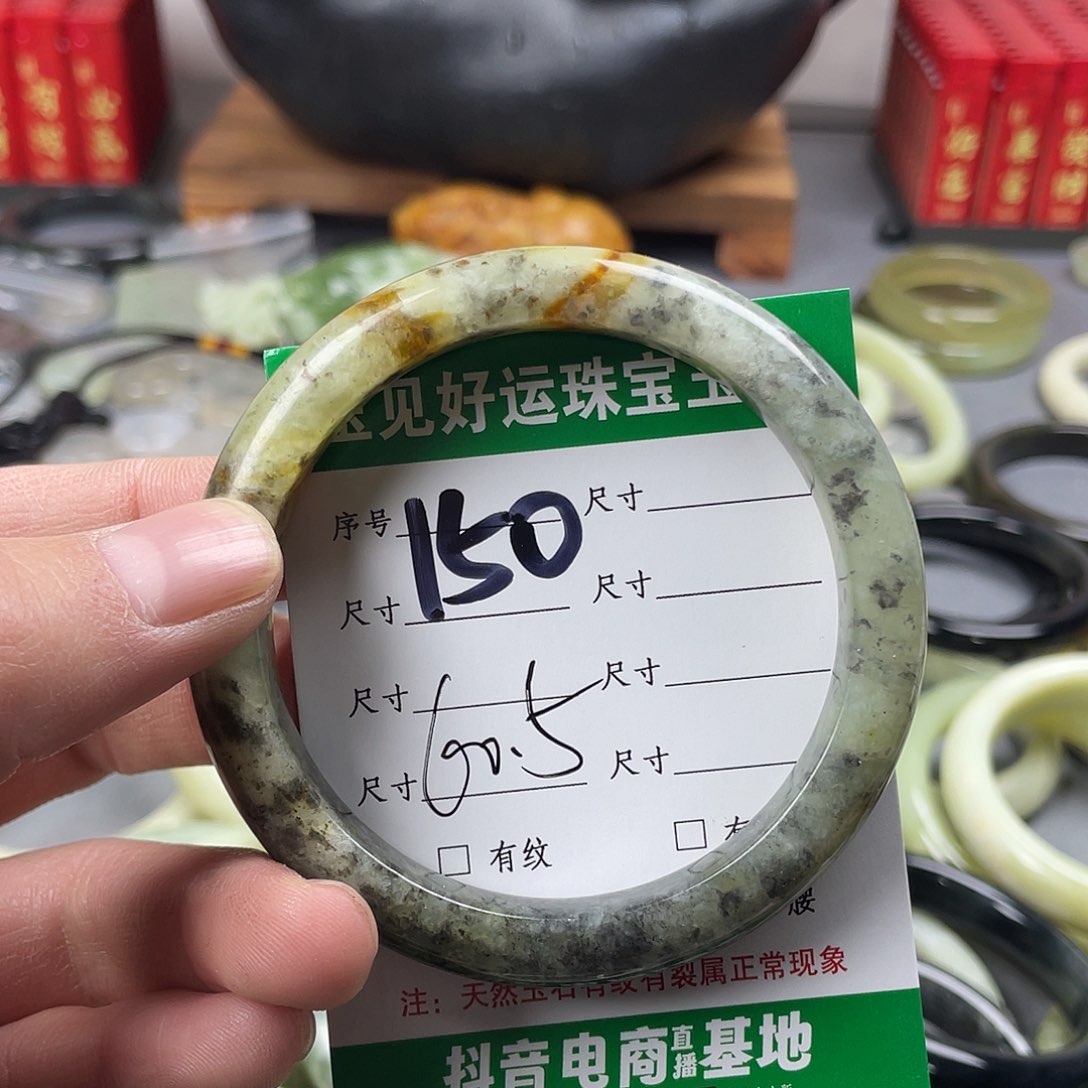 见好运珠宝玉
序号 150 尺寸
尺寸 尺寸
尺寸 尺寸
尺寸 60.5 尺寸
□ 有纹 □
注：天然玉石有纹有裂属正常现象
抖音电商直播基地